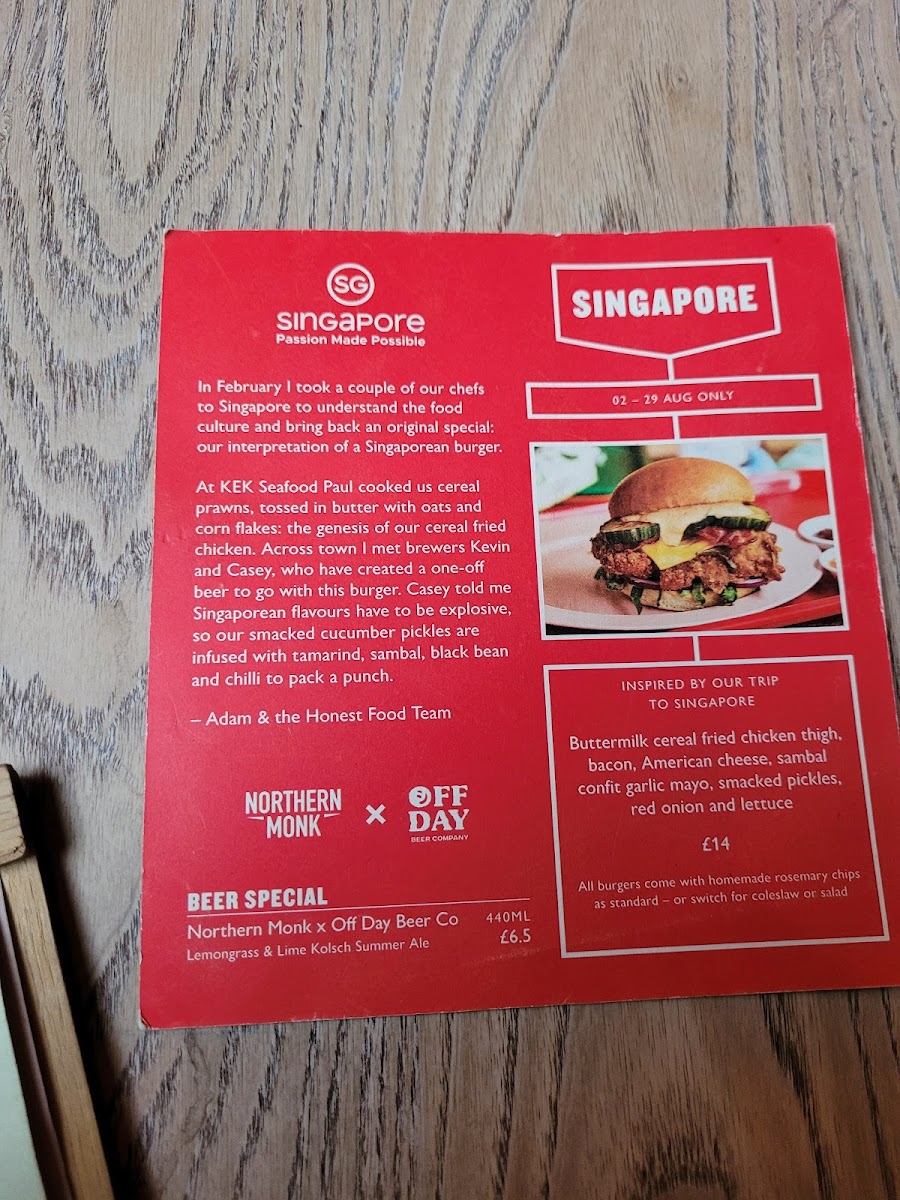 SG
singapore
Passion Made Possible
In February I took a couple of our chefs
to Singapore to understand the food
culture and bring back an original special:
our interpretation of a Singaporean burger.
At KEK Seafood Paul cooked us cereal
prawns, tossed in butter with oats and
corn flakes: the genesis of our cereal fried
chicken. Across town I met brewers Kevin
and Casey, who have created a one-off
beer to go with this burger. Casey told me
Singaporean flavours have to be explosive,
so our smacked cucumber pickles are
infused with tamarind, sambal, black bean
and chilli to pack a punch.
– Adam & the Honest Food Team
NORTHERN
MONK
×
OFF
DAY
BEER COMPANY
BEER SPECIAL
Northern Monk x Off Day Beer Co 440ML
Lemongrass & Lime Kolsch Summer Ale £6.5
SINGAPORE
02 – 29 AUG ONLY
INSPIRED BY OUR TRIP
TO SINGAPORE
Buttermilk cereal fried chicken thigh,
bacon, American cheese, sambal
confit garlic mayo, smacked pickles,
red onion and lettuce
£14
All burgers come with homemade rosemary chips
as standard – or switch for coleslaw or salad